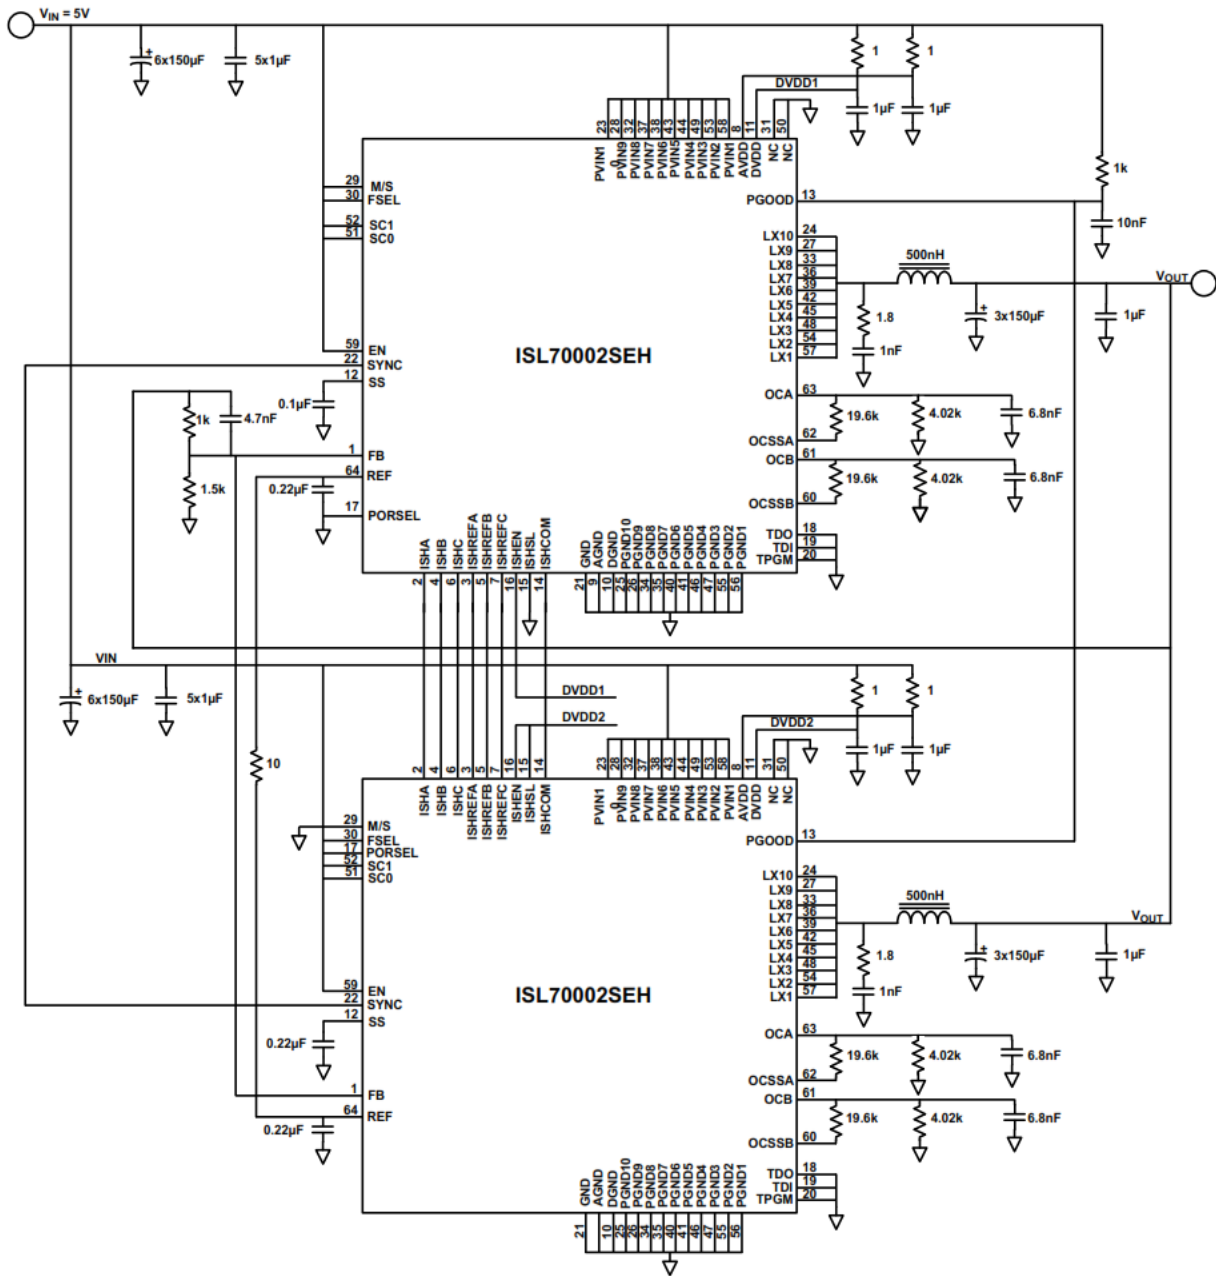 VIN = 5V
6x150µF
5x1µF
1
1
DVDD1
1µF
1µF
23
28
32
37
38
43
44
49
53
58
8
11
31
50
PVIN10
PVIN9
PVIN8
PVIN7
PVIN6
PVIN5
PVIN4
PVIN3
PVIN2
PVIN1
AVDD
DVDD
NC
NC
1k
10nF
29 M/S
30 FSEL
52 SC1
51 SC0
59 EN
22 SYNC
12 SS
0.1µF
1k
4.7nF
1 FB
64 REF
1.5k
0.22µF
17 PORSEL
ISL70002SEH
PGOOD 13
LX10 24
LX9 27
LX8 33
LX7 36
LX6 39
LX5 42
LX4 45
LX3 48
LX2 54
LX1 57
500nH
VOUT
1.8
1nF
3x150µF
1µF
OCA 63
19.6k
4.02k
6.8nF
OCSSA 62
OCB 61
19.6k
4.02k
6.8nF
OCSSB 60
TDO 18
TDI 19
TPGM 20
ISHA
ISHB
ISHC
ISHREFA
ISHREFB
ISHREFC
ISHEN
ISHSL
ISHCOM
2
4
6
3
5
7
16
15
14
GND
AGND
DGND
PGND10
PGND9
PGND8
PGND7
PGND6
PGND5
PGND4
PGND3
PGND2
PGND1
21
9
10
25
26
34
35
40
41
46
47
55
56
VIN
6x150µF
5x1µF
DVDD1
DVDD2
1
1
DVDD2
1µF
1µF
10
2
4
6
3
5
7
16
15
14
ISHA
ISHB
ISHC
ISHREFA
ISHREFB
ISHREFC
ISHEN
ISHSL
ISHCOM
23
28
32
37
38
43
44
49
53
58
8
11
31
50
PVIN10
PVIN9
PVIN8
PVIN7
PVIN6
PVIN5
PVIN4
PVIN3
PVIN2
PVIN1
AVDD
DVDD
NC
NC
29 M/S
30 FSEL
17 PORSEL
52 SC1
51 SC0
59 EN
22 SYNC
12 SS
0.22µF
1 FB
64 REF
0.22µF
ISL70002SEH
PGOOD 13
LX10 24
LX9 27
LX8 33
LX7 36
LX6 39
LX5 42
LX4 45
LX3 48
LX2 54
LX1 57
500nH
VOUT
1.8
1nF
3x150µF
1µF
OCA 63
19.6k
4.02k
6.8nF
OCSSA 62
OCB 61
19.6k
4.02k
6.8nF
OCSSB 60
TDO 18
TDI 19
TPGM 20
GND
AGND
DGND
PGND10
PGND9
PGND8
PGND7
PGND6
PGND5
PGND4
PGND3
PGND2
PGND1
21
10
25
26
34
35
40
41
46
47
55
56